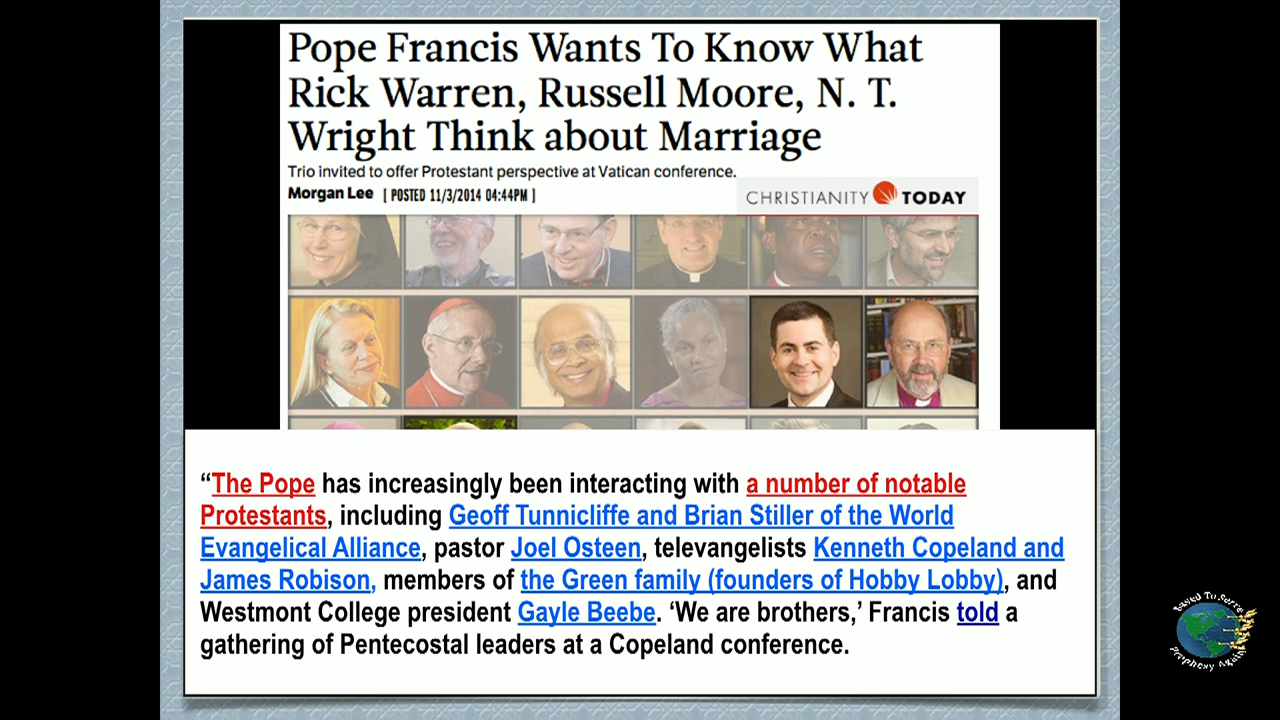 Pope Francis Wants To Know What
Rick Warren, Russell Moore, N. T.
Wright Think about Marriage
Trio invited to offer Protestant perspective at Vatican conference.
Morgan Lee [ POSTED 11/3/2014 04:44PM ]
CHRISTIANITY TODAY
“The Pope has increasingly been interacting with a number of notable
Protestants, including Geoff Tunnicliffe and Brian Stiller of the World
Evangelical Alliance, pastor Joel Osteen, televangelists Kenneth Copeland and
James Robison, members of the Green family (founders of Hobby Lobby), and
Westmont College president Gayle Beebe. ‘We are brothers,’ Francis told a
gathering of Pentecostal leaders at a Copeland conference.
To Serve
Prophecy Again